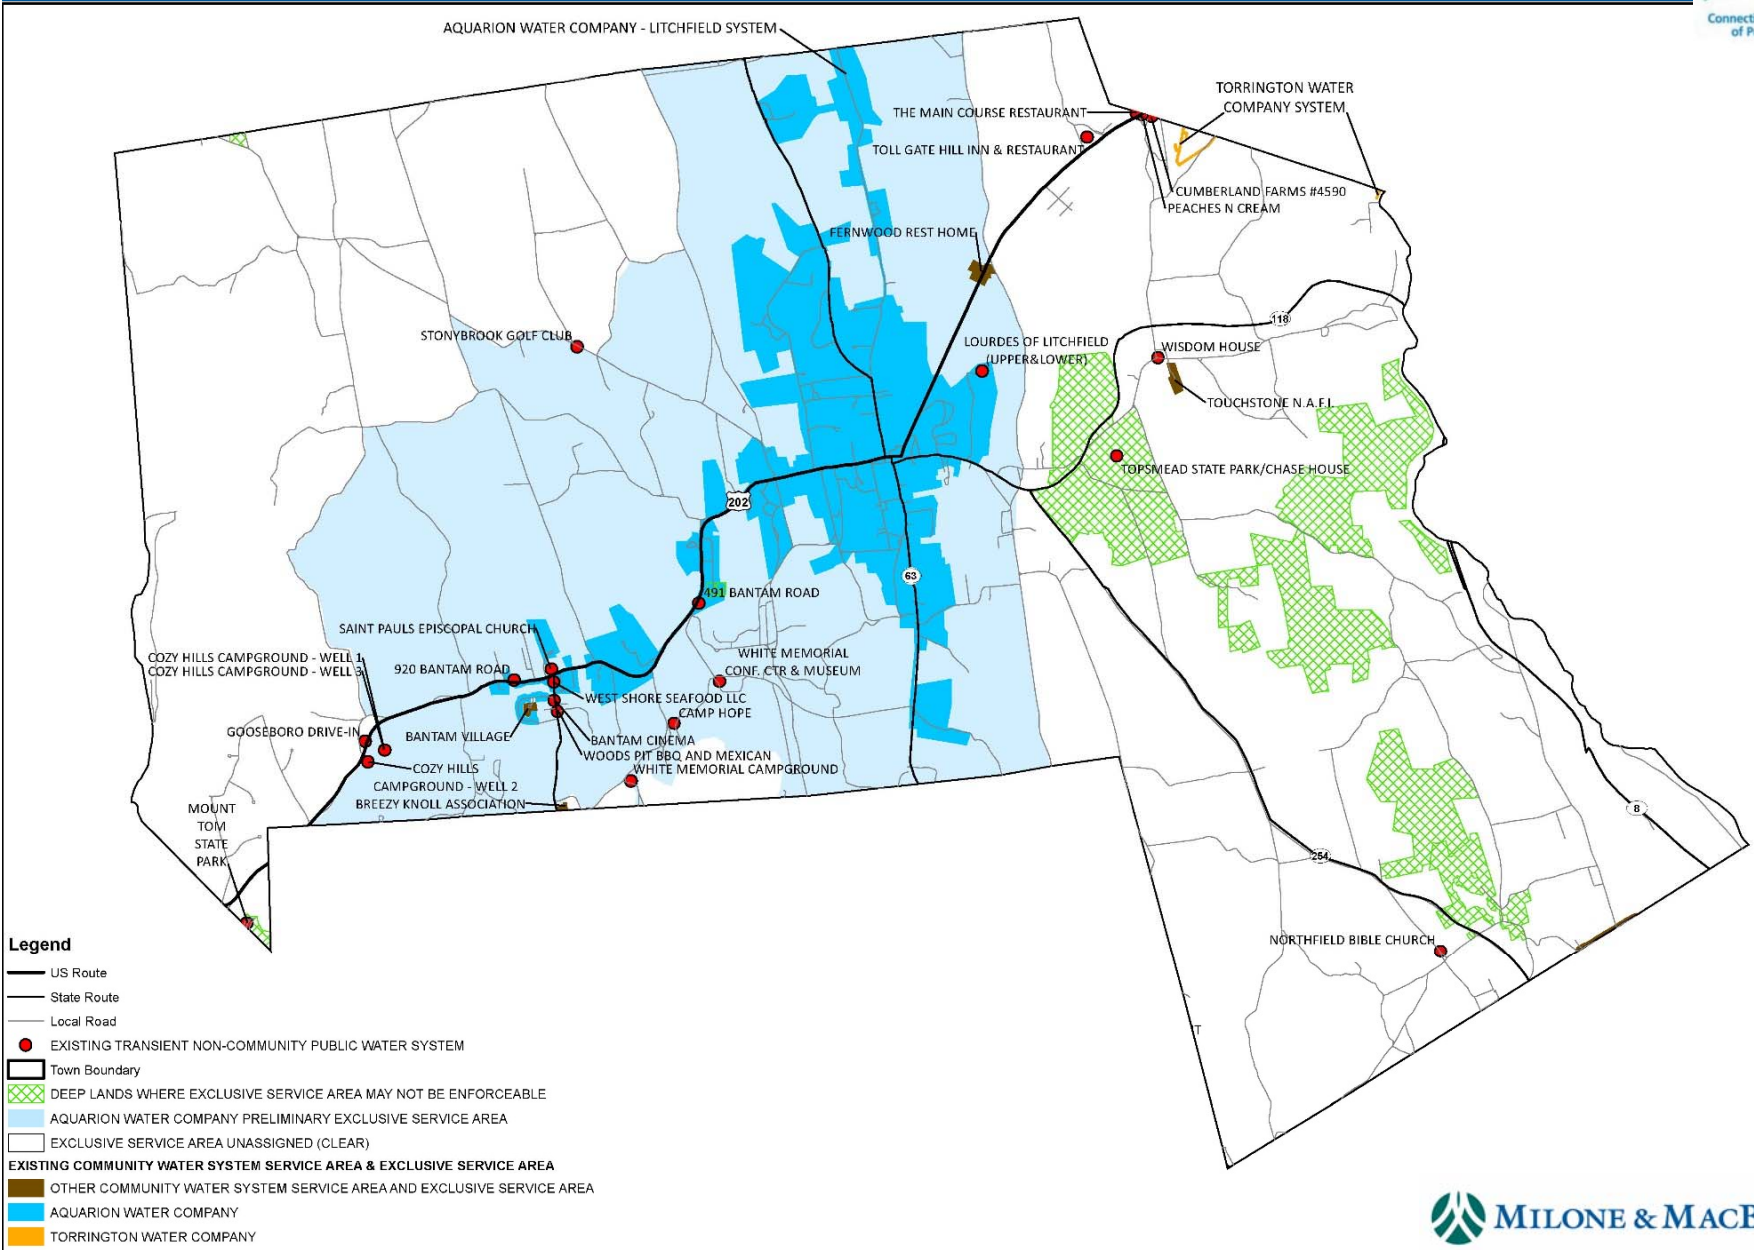 Connecti
of P
AQUARION WATER COMPANY - LITCHFIELD SYSTEM
TORRINGTON WATER
COMPANY SYSTEM
THE MAIN COURSE RESTAURANT
TOLL GATE HILL INN & RESTAURANT
CUMBERLAND FARMS #4590
PEACHES N CREAM
FERNWOOD REST HOME
118
STONYBROOK GOLF CLUB
LOURDES OF LITCHFIELD
(UPPER&LOWER)
WISDOM HOUSE
TOUCHSTONE N.A.F.I.
TOPSMEAD STATE PARK/CHASE HOUSE
202
63
491 BANTAM ROAD
SAINT PAULS EPISCOPAL CHURCH
COZY HILLS CAMPGROUND - WELL 1
COZY HILLS CAMPGROUND - WELL 3
920 BANTAM ROAD
WHITE MEMORIAL
CONF. CTR & MUSEUM
WEST SHORE SEAFOOD LLC
CAMP HOPE
GOOSEBORO DRIVE-IN
BANTAM VILLAGE
BANTAM CINEMA
WOODS PIT BBQ AND MEXICAN
WHITE MEMORIAL CAMPGROUND
COZY HILLS
CAMPGROUND - WELL 2
BREEZY KNOLL ASSOCIATION
MOUNT
TOM
STATE
PARK
8
254
NORTHFIELD BIBLE CHURCH
T
Legend
US Route
State Route
Local Road
EXISTING TRANSIENT NON-COMMUNITY PUBLIC WATER SYSTEM
Town Boundary
DEEP LANDS WHERE EXCLUSIVE SERVICE AREA MAY NOT BE ENFORCEABLE
AQUARION WATER COMPANY PRELIMINARY EXCLUSIVE SERVICE AREA
EXCLUSIVE SERVICE AREA UNASSIGNED (CLEAR)
EXISTING COMMUNITY WATER SYSTEM SERVICE AREA & EXCLUSIVE SERVICE AREA
OTHER COMMUNITY WATER SYSTEM SERVICE AREA AND EXCLUSIVE SERVICE AREA
AQUARION WATER COMPANY
TORRINGTON WATER COMPANY
MILONE & MACB